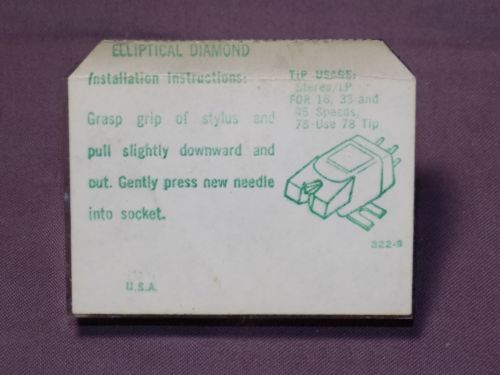 ELLIPTICAL DIAMOND
Installation Instructions:
Grasp grip of stylus and
pull slightly downward and
out. Gently press new needle
into socket.
TIP USAGE:
Stereo/LP
FOR 16, 33 and
45 Speeds,
78-Use 78 Tip
322-S
U.S.A.